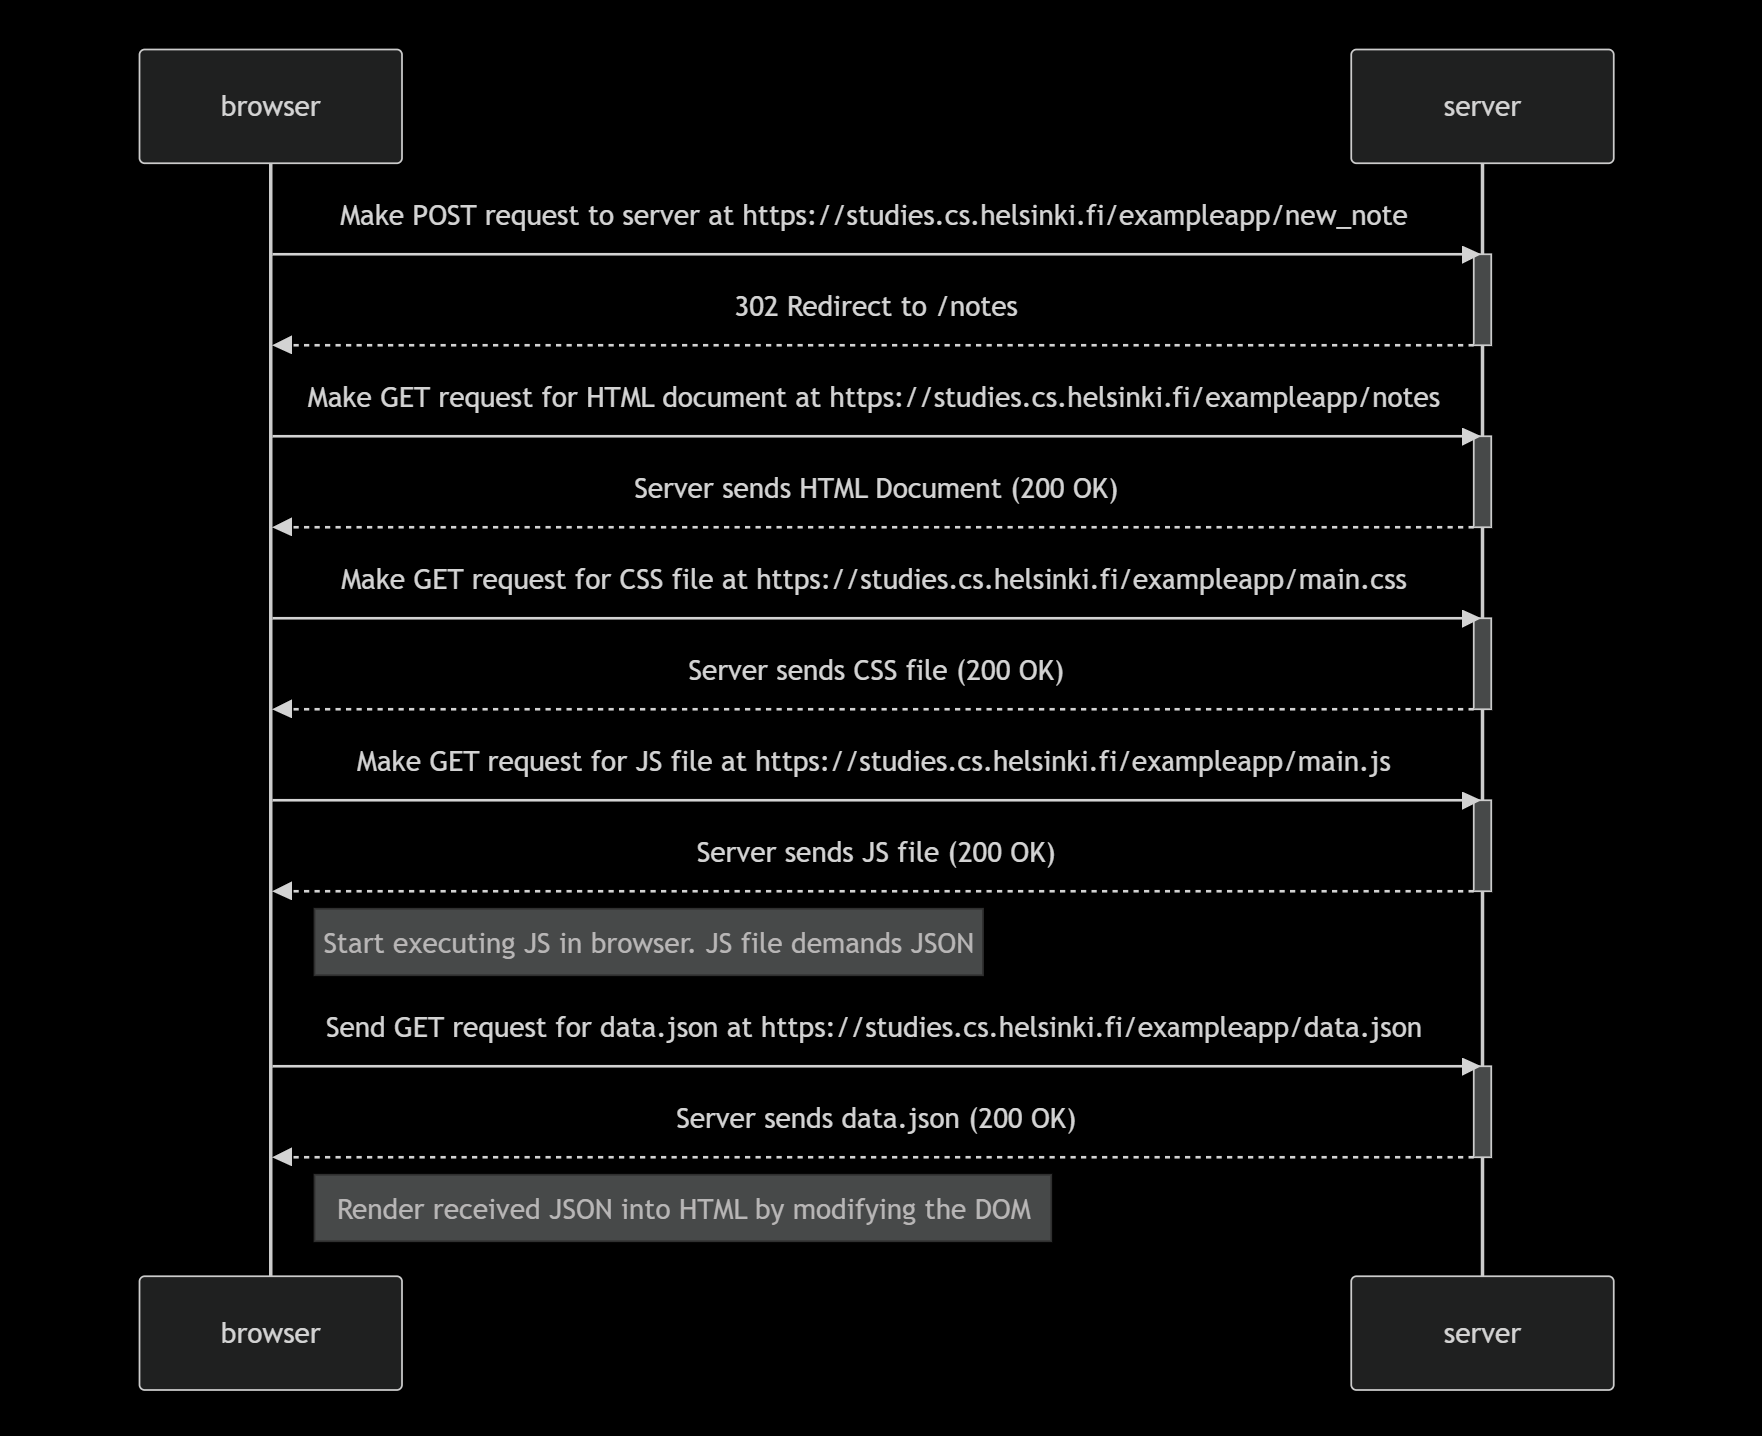 browser
server
Make POST request to server at https://studies.cs.helsinki.fi/exampleapp/new_note
302 Redirect to /notes
Make GET request for HTML document at https://studies.cs.helsinki.fi/exampleapp/notes
Server sends HTML Document (200 OK)
Make GET request for CSS file at https://studies.cs.helsinki.fi/exampleapp/main.css
Server sends CSS file (200 OK)
Make GET request for JS file at https://studies.cs.helsinki.fi/exampleapp/main.js
Server sends JS file (200 OK)
Start executing JS in browser. JS file demands JSON
Send GET request for data.json at https://studies.cs.helsinki.fi/exampleapp/data.json
Server sends data.json (200 OK)
Render received JSON into HTML by modifying the DOM
browser
server